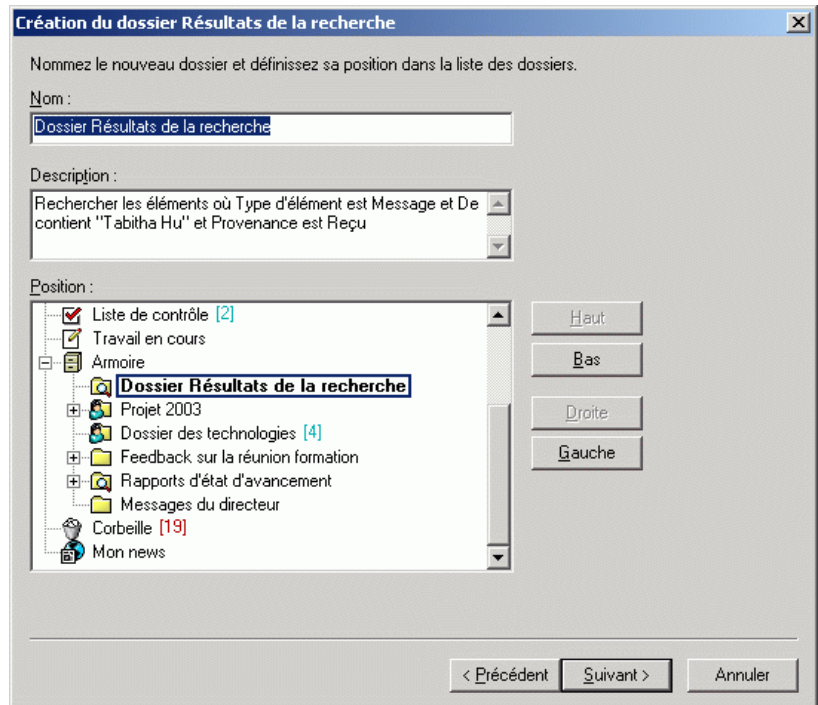 Création du dossier Résultats de la recherche
Nommez le nouveau dossier et définissez sa position dans la liste des dossiers.
Nom :
Dossier Résultats de la recherche
Description :
Rechercher les éléments où Type d'élément est Message et De
contient "Tabitha Hu" et Provenance est Reçu
Position :
Liste de contrôle [2]
Travail en cours
Armoire
Dossier Résultats de la recherche
Projet 2003
Dossier des technologies [4]
Feedback sur la réunion formation
Rapports d'état d'avancement
Messages du directeur
Corbeille [19]
Mon news
Haut
Bas
Droite
Gauche
< Précédent
Suivant >
Annuler